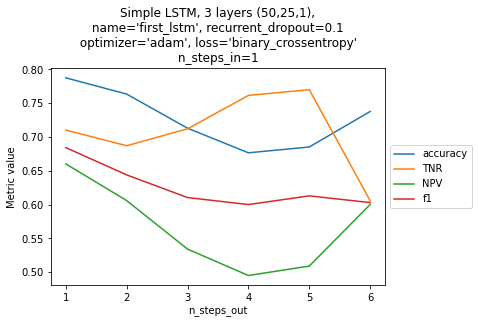 Simple LSTM, 3 layers (50,25,1),
name='first_lstm', recurrent_dropout=0.1
optimizer='adam', loss='binary_crossentropy'
n_steps_in=1
0.80
0.75
0.70
0.65
0.60
0.55
0.50
Metric value
1 2 3 4 5 6
n_steps_out
accuracy
TNR
NPV
f1